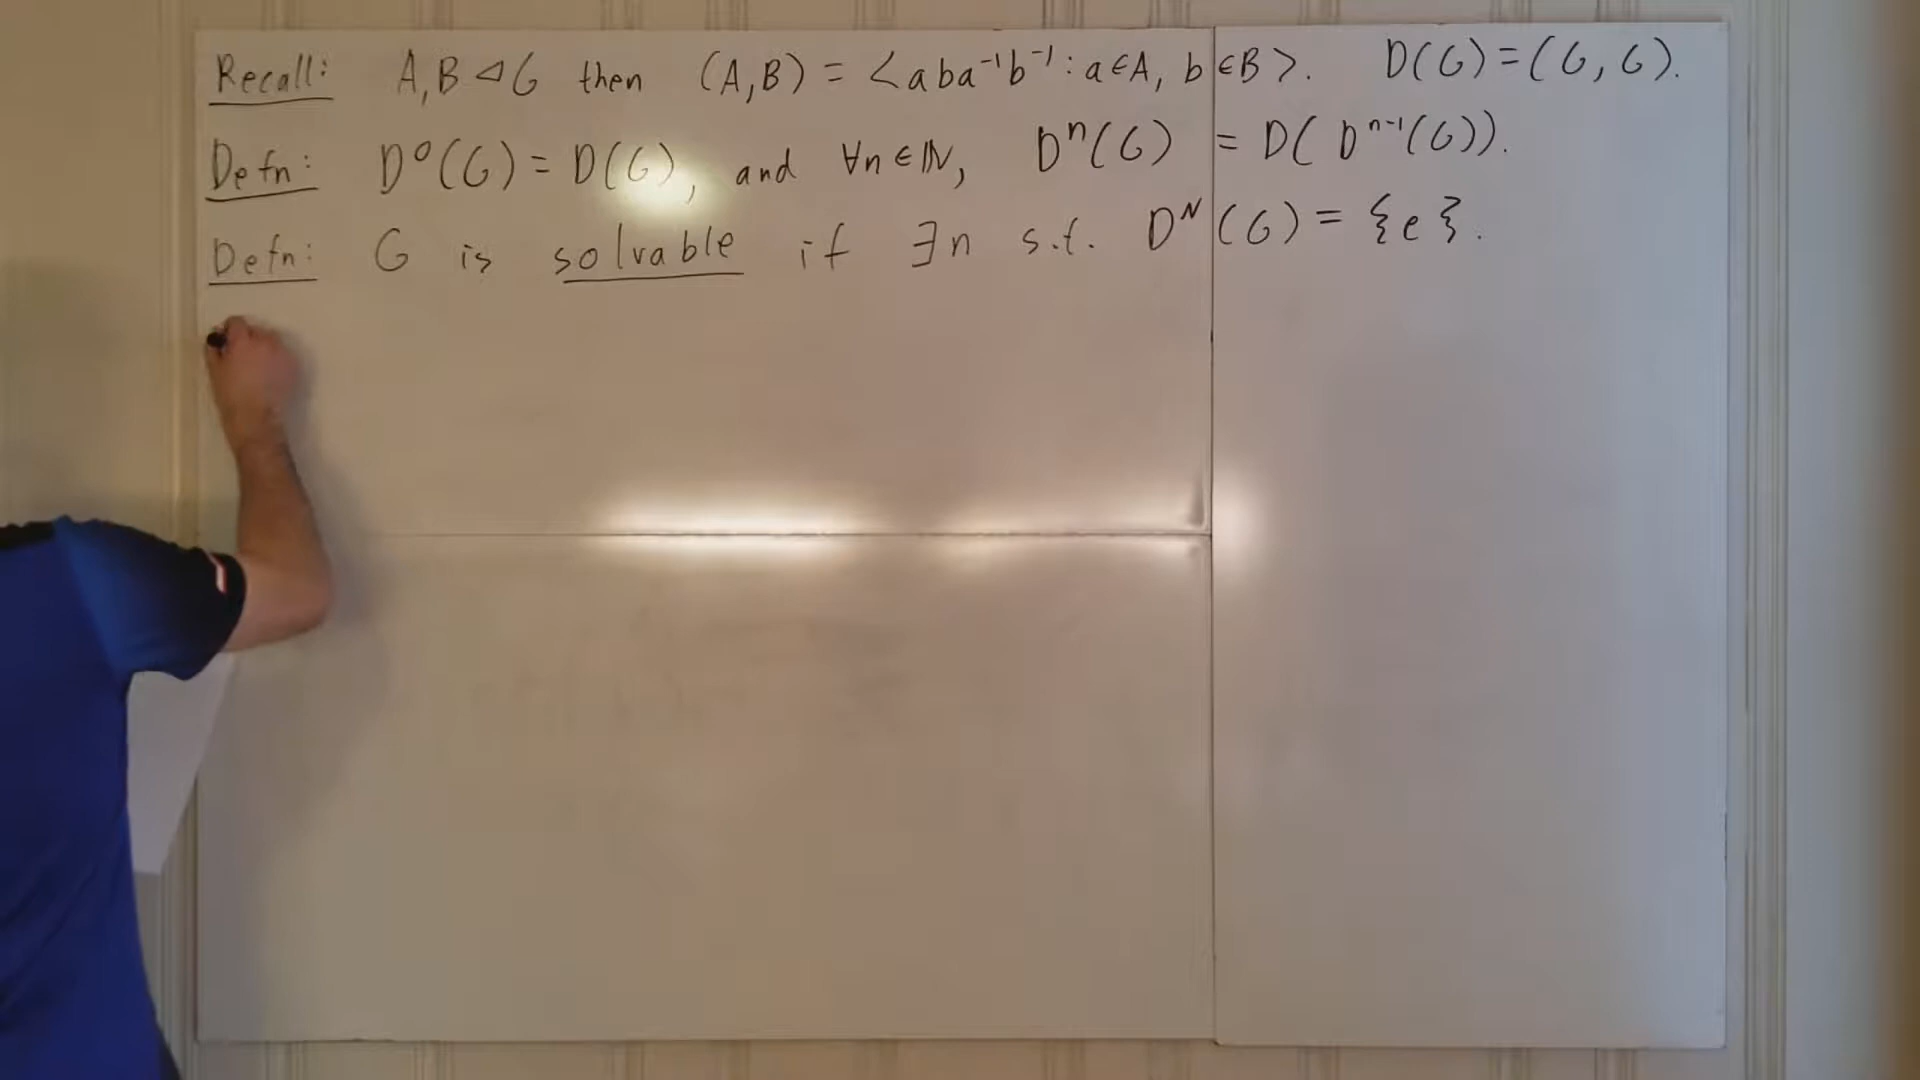 Recall: A, B ⊲ G then (A, B) = <aba⁻¹b⁻¹ : a ∈ A, b ∈ B>. D(G) = (G, G).
Defn: D⁰(G) = D(G), and ∀n ∈ ℕ, Dⁿ(G) = D(Dⁿ⁻¹(G)).
Defn: G is solvable if ∃n s.t. Dᴺ(G) = {e}.